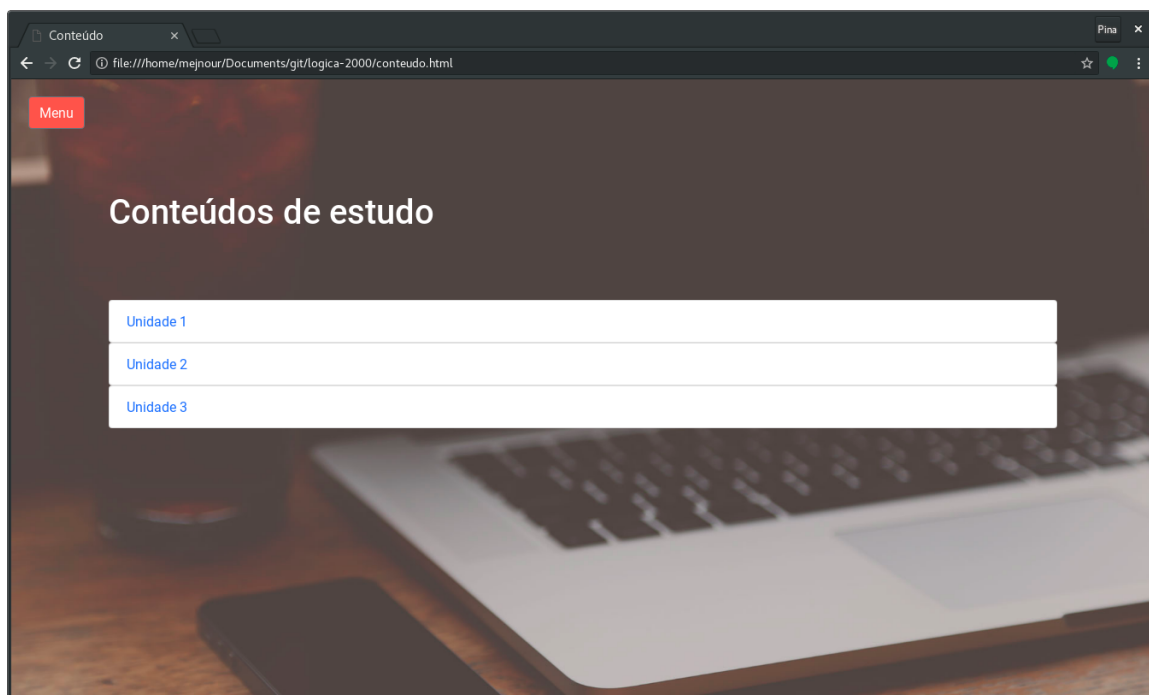 Conteúdo
Pina
file:///home/mejnour/Documents/git/logica-2000/conteudo.html
Menu
Conteúdos de estudo
Unidade 1
Unidade 2
Unidade 3